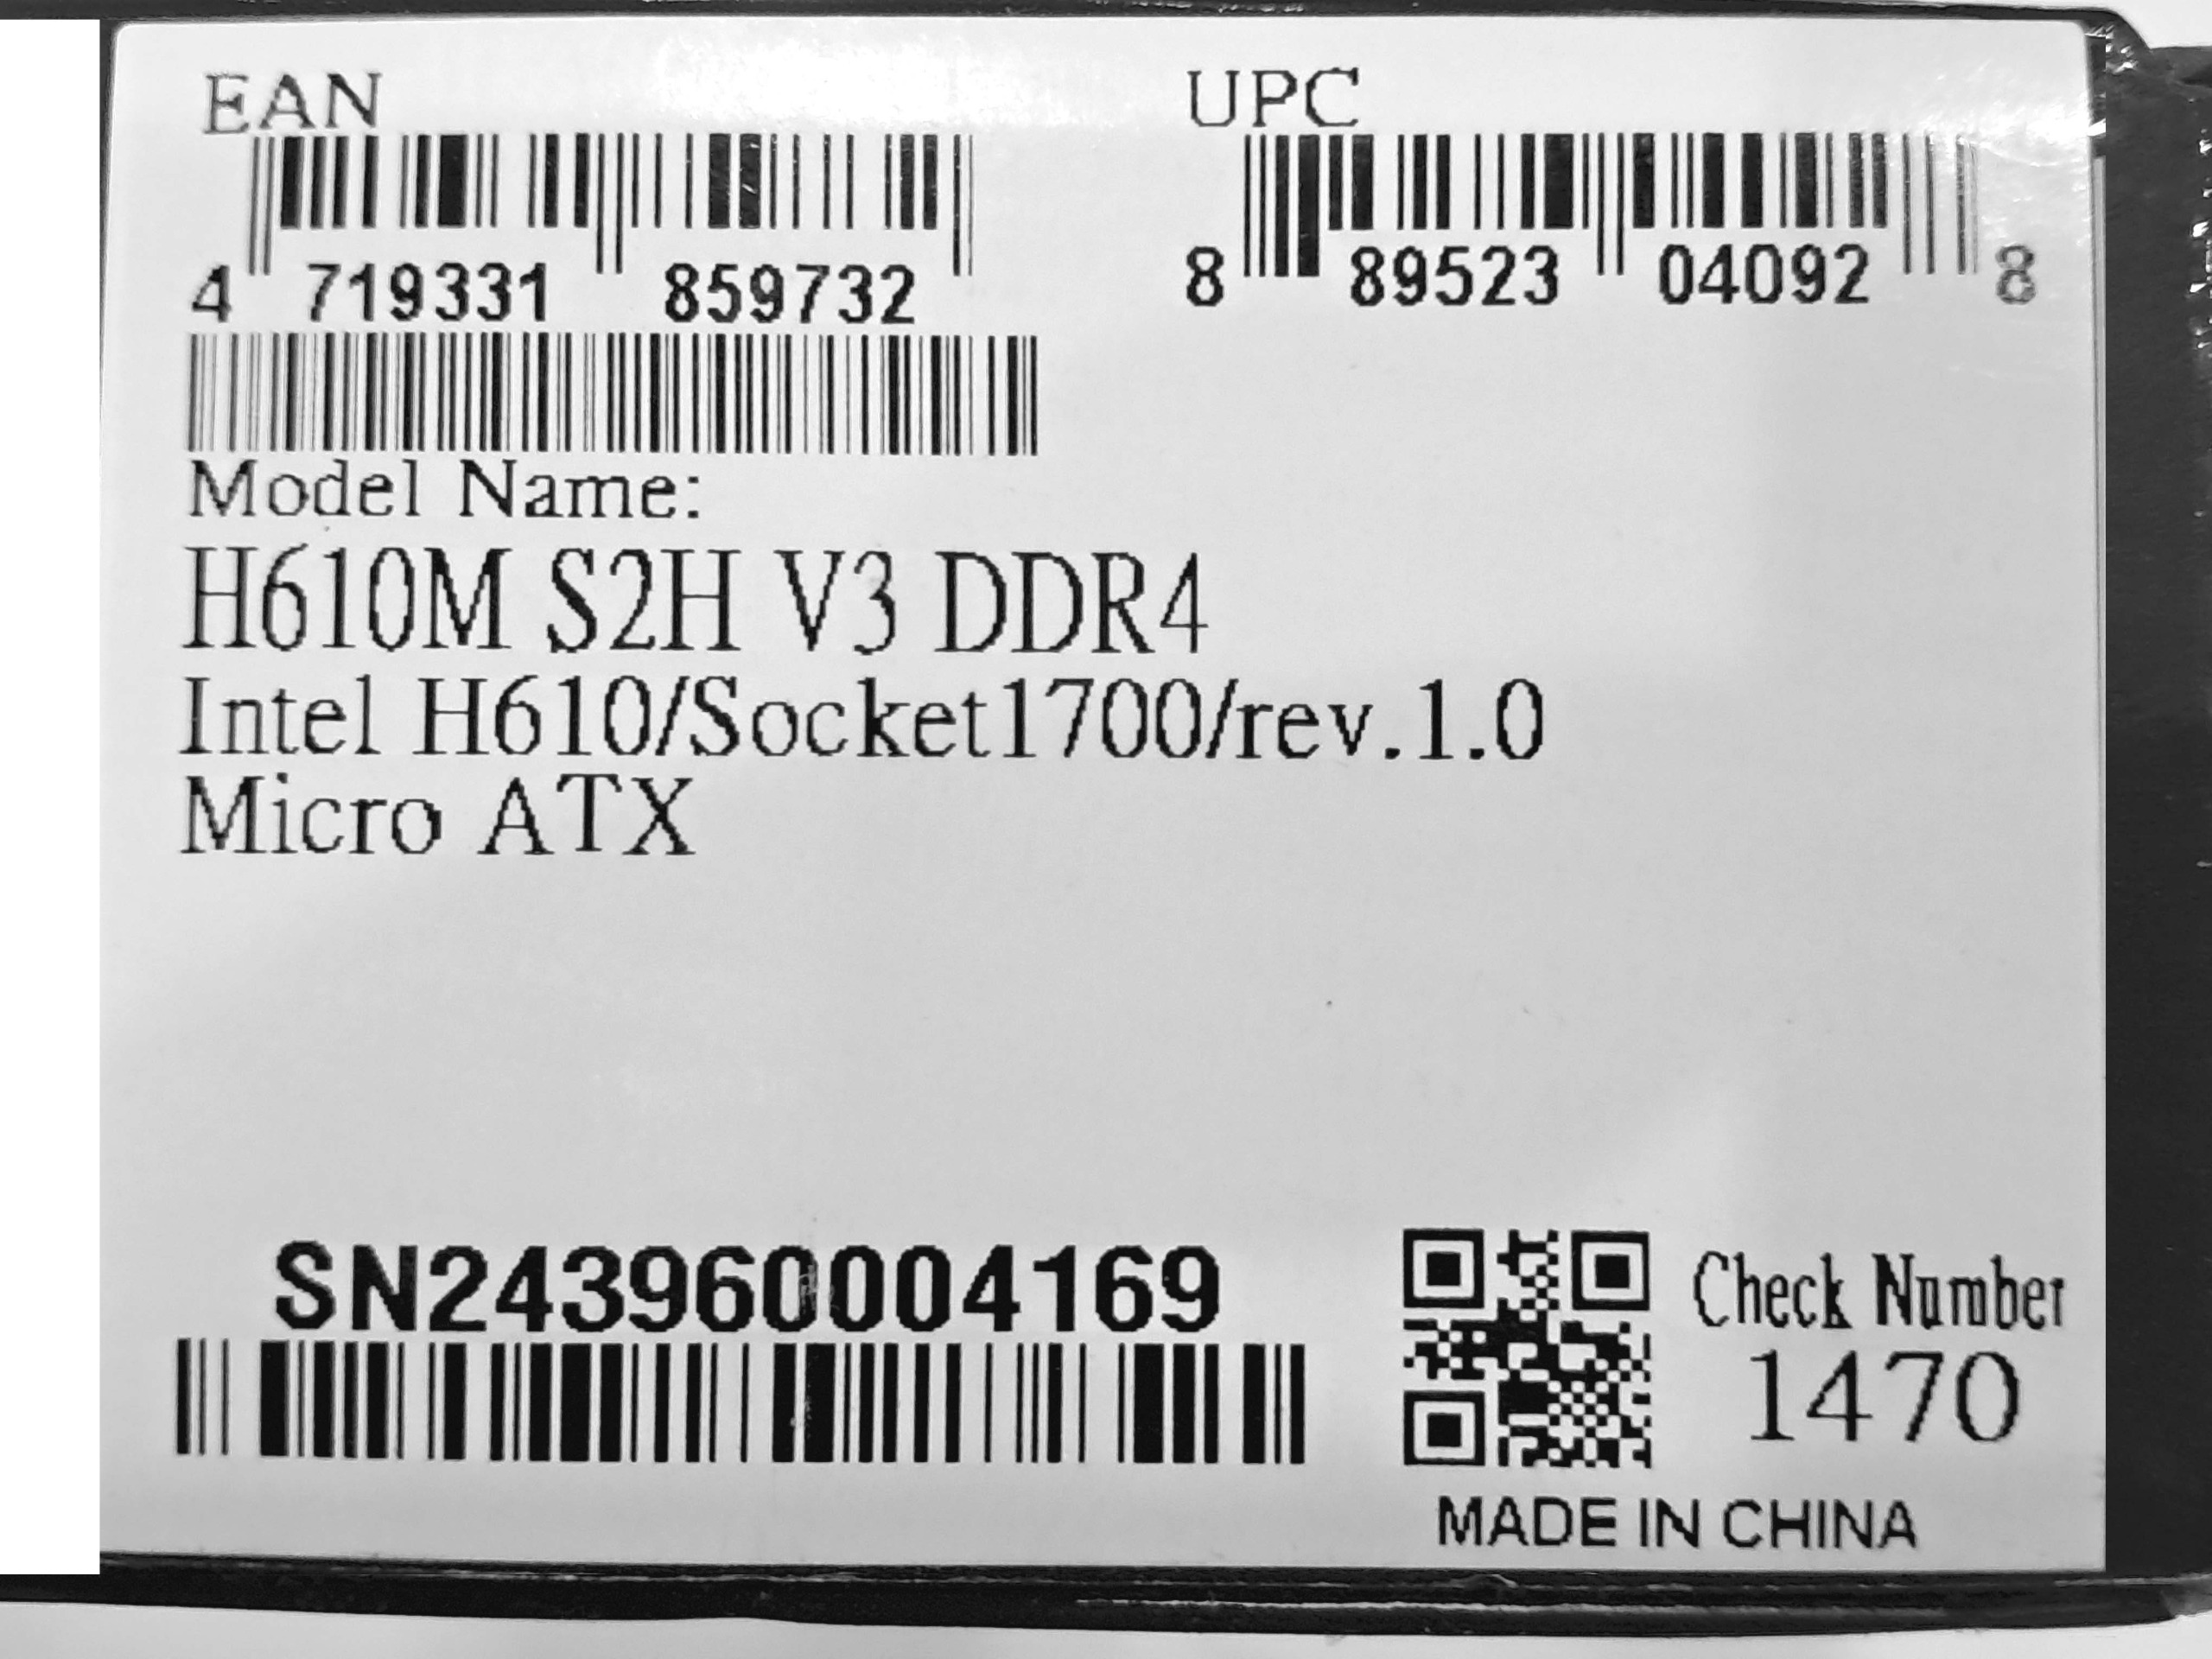 EAN
UPC
4 719331 859732
8 89523 04092 8
Model Name:
H610M S2H V3 DDR4
Intel H610/Socket1700/rev.1.0
Micro ATX
SN243960004169
Check Number
1470
MADE IN CHINA